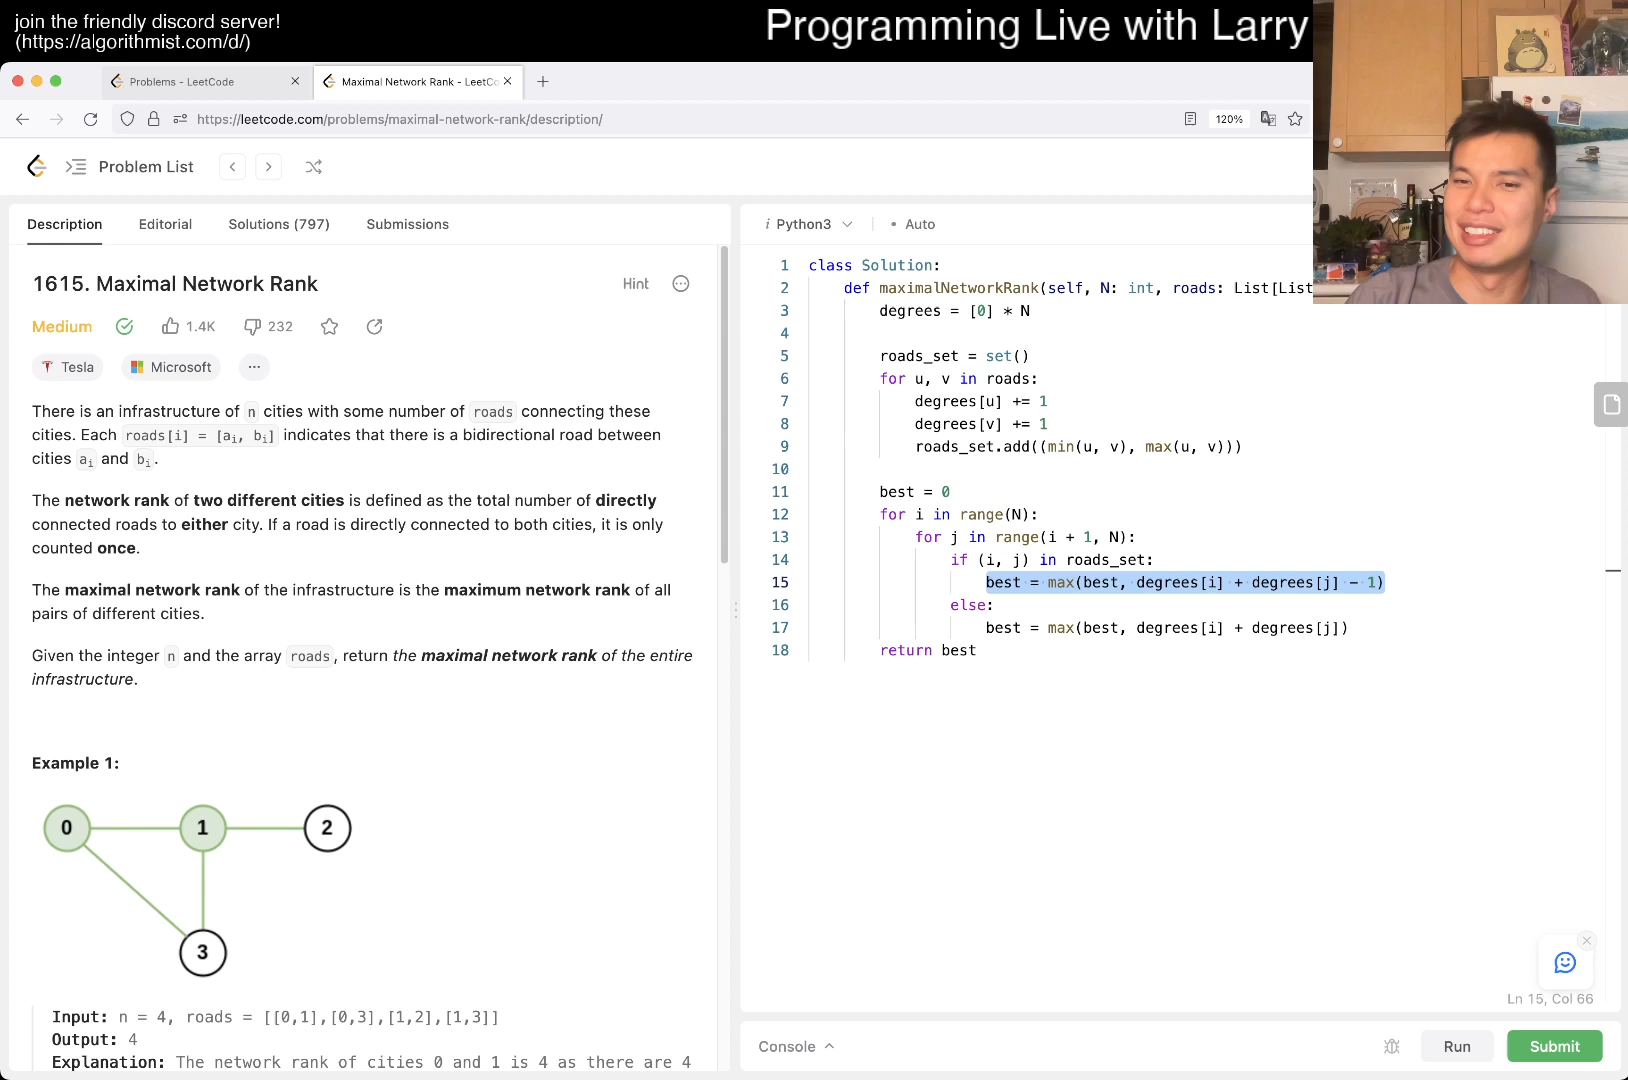 join the friendly discord server!
(https://algorithmist.com/d/)
Programming Live with Larry
Problems - LeetCode
Maximal Network Rank - LeetCo
https://leetcode.com/problems/maximal-network-rank/description/
120%
Problem List
Description
Editorial
Solutions (797)
Submissions
i Python3
• Auto
1615. Maximal Network Rank
Hint
Medium
1.4K
232
Tesla
Microsoft
There is an infrastructure of n cities with some number of roads connecting these
cities. Each roads[i] = [ai, bi] indicates that there is a bidirectional road between
cities ai and bi.
The network rank of two different cities is defined as the total number of directly
connected roads to either city. If a road is directly connected to both cities, it is only
counted once.
The maximal network rank of the infrastructure is the maximum network rank of all
pairs of different cities.
Given the integer n and the array roads, return the maximal network rank of the entire
infrastructure.
Example 1:
0
1
2
3
Input: n = 4, roads = [[0,1],[0,3],[1,2],[1,3]]
Output: 4
Explanation: The network rank of cities 0 and 1 is 4 as there are 4
1 class Solution:
2 def maximalNetworkRank(self, N: int, roads: List[List
3 degrees = [0] * N
4
5 roads_set = set()
6 for u, v in roads:
7 degrees[u] += 1
8 degrees[v] += 1
9 roads_set.add((min(u, v), max(u, v)))
10
11 best = 0
12 for i in range(N):
13 for j in range(i + 1, N):
14 if (i, j) in roads_set:
15 best = max(best, degrees[i] + degrees[j] - 1)
16 else:
17 best = max(best, degrees[i] + degrees[j])
18 return best
Ln 15, Col 66
Console
Run
Submit